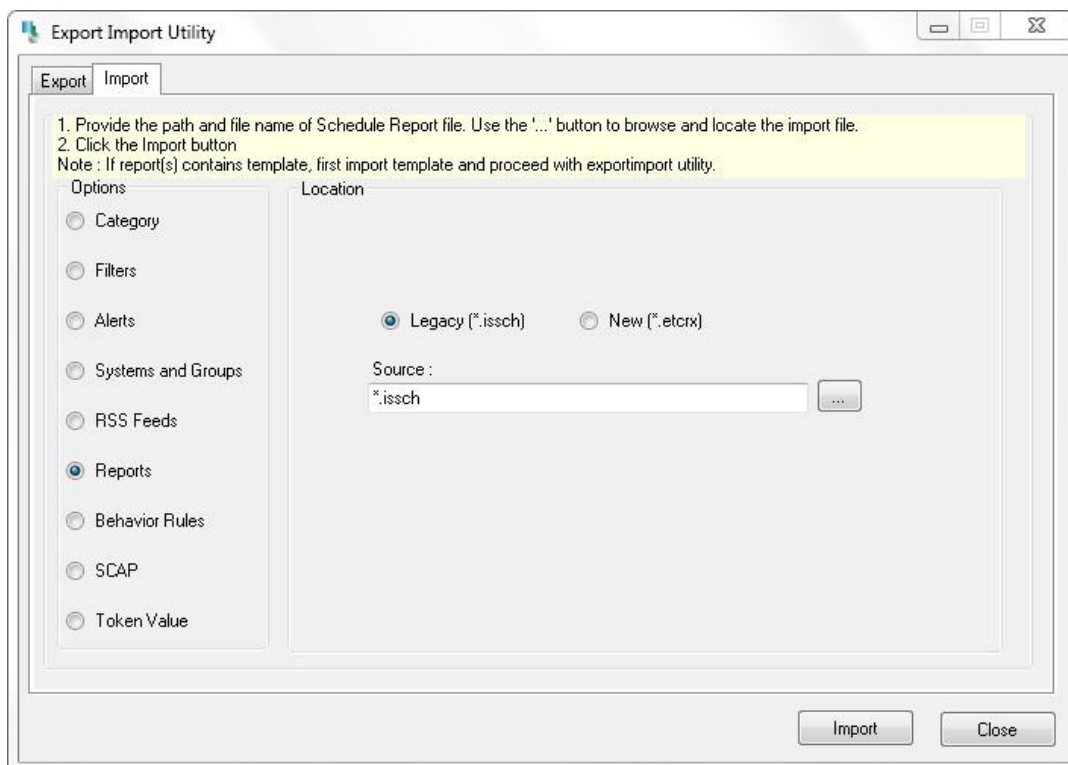 Export Import Utility
Export
Import
1. Provide the path and file name of Schedule Report file. Use the '...' button to browse and locate the import file.
2. Click the Import button
Note : If report(s) contains template, first import template and proceed with exportimport utility.
Options
Category
Filters
Alerts
Systems and Groups
RSS Feeds
Reports
Behavior Rules
SCAP
Token Value
Location
Legacy (*.issch)
New (*.etcrx)
Source :
*.issch
...
Import
Close